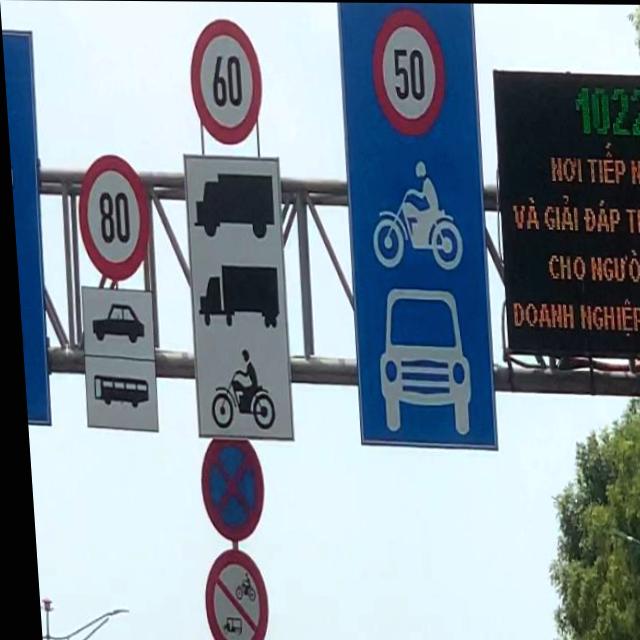 60
50
80
1022
NƠI TIẾP N
VÀ GIẢI ĐÁP T
CHO NGƯỜ
DOANH NGHIỆP